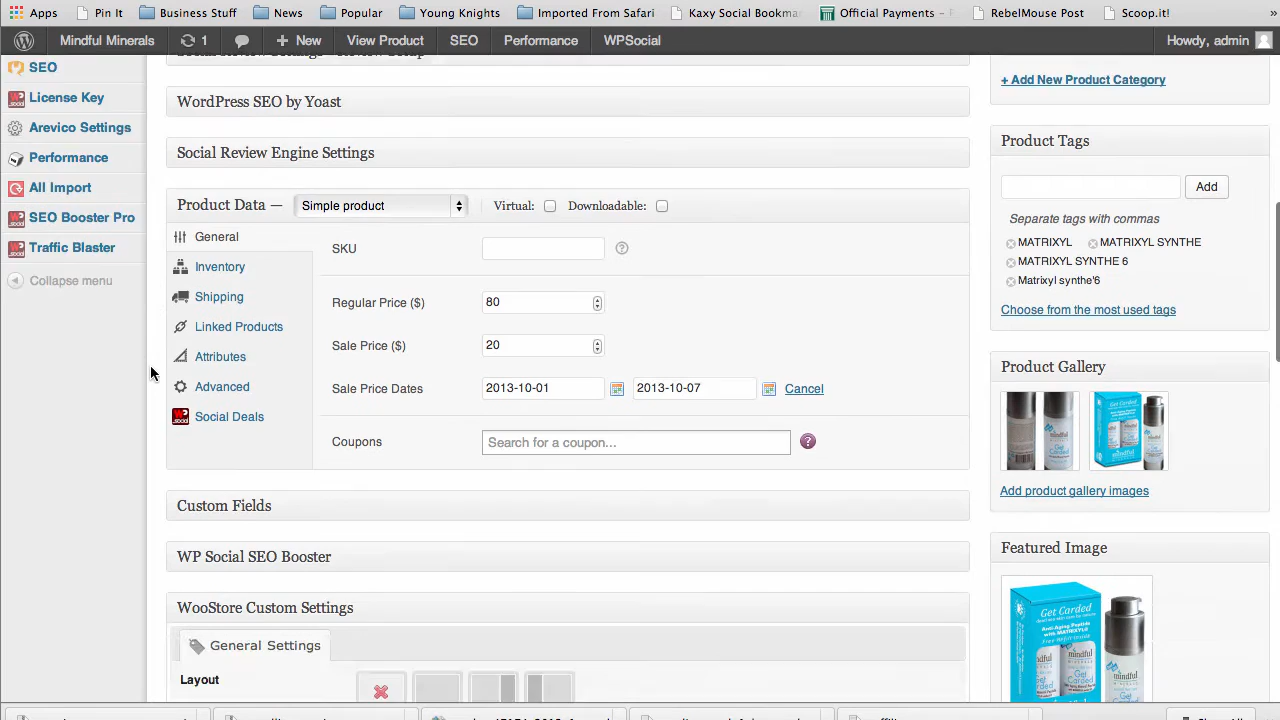 Apps Pin It Business Stuff News Popular Young Knights Imported From Safari Kaxy Social Bookma Official Payments - RebelMouse Post Scoop.it! »
Mindful Minerals 1 + New View Product SEO Performance WPSocial Howdy, admin
SEO
License Key
Arevico Settings
Performance
All Import
SEO Booster Pro
Traffic Blaster
Collapse menu
WordPress SEO by Yoast
Social Review Engine Settings
Product Data — Simple product Virtual: Downloadable:
General
Inventory
Shipping
Linked Products
Attributes
Advanced
Social Deals
SKU ?
Regular Price ($) 80
Sale Price ($) 20
Sale Price Dates 2013-10-01 2013-10-07 Cancel
Coupons Search for a coupon... ?
Custom Fields
WP Social SEO Booster
WooStore Custom Settings
General Settings
Layout
+ Add New Product Category
Product Tags
Add
Separate tags with commas
MATRIXYL MATRIXYL SYNTHE
MATRIXYL SYNTHE 6
Matrixyl synthe'6
Choose from the most used tags
Product Gallery
Add product gallery images
Featured Image
Get Carded
Anti-Aging Peptide
with MATRIXYL®
mindful
MINERALS
Get
Carded